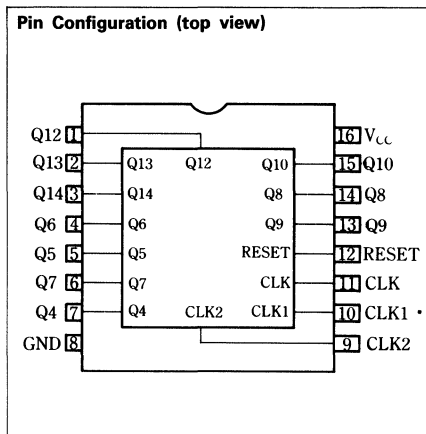 Pin Configuration (top view)
Q12 1
Q13 2
Q14 3
Q6 4
Q5 5
Q7 6
Q4 7
GND 8
16 VCC
15 Q10
14 Q8
13 Q9
12 RESET
11 CLK
10 CLK1
9 CLK2
Q13 Q12 Q10
Q14 Q8
Q6 Q9
Q5 RESET
Q7 CLK
Q4 CLK2 CLK1